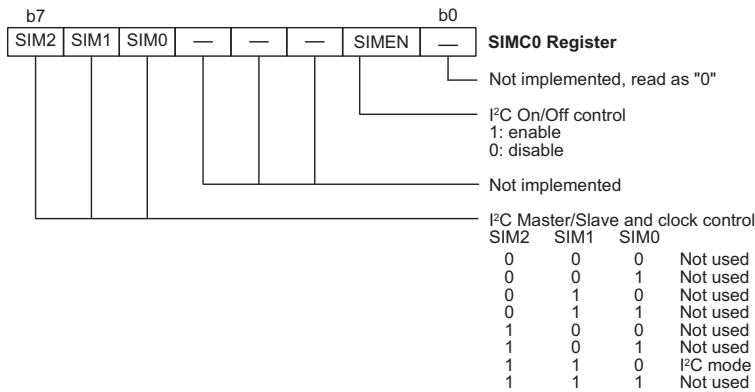 b7 b0
SIM2 SIM1 SIM0 — — — SIMEN — SIMC0 Register
Not implemented, read as "0"
I²C On/Off control
1: enable
0: disable
Not implemented
I²C Master/Slave and clock control
SIM2 SIM1 SIM0
0 0 0 Not used
0 0 1 Not used
0 1 0 Not used
0 1 1 Not used
1 0 0 Not used
1 0 1 Not used
1 1 0 I²C mode
1 1 1 Not used